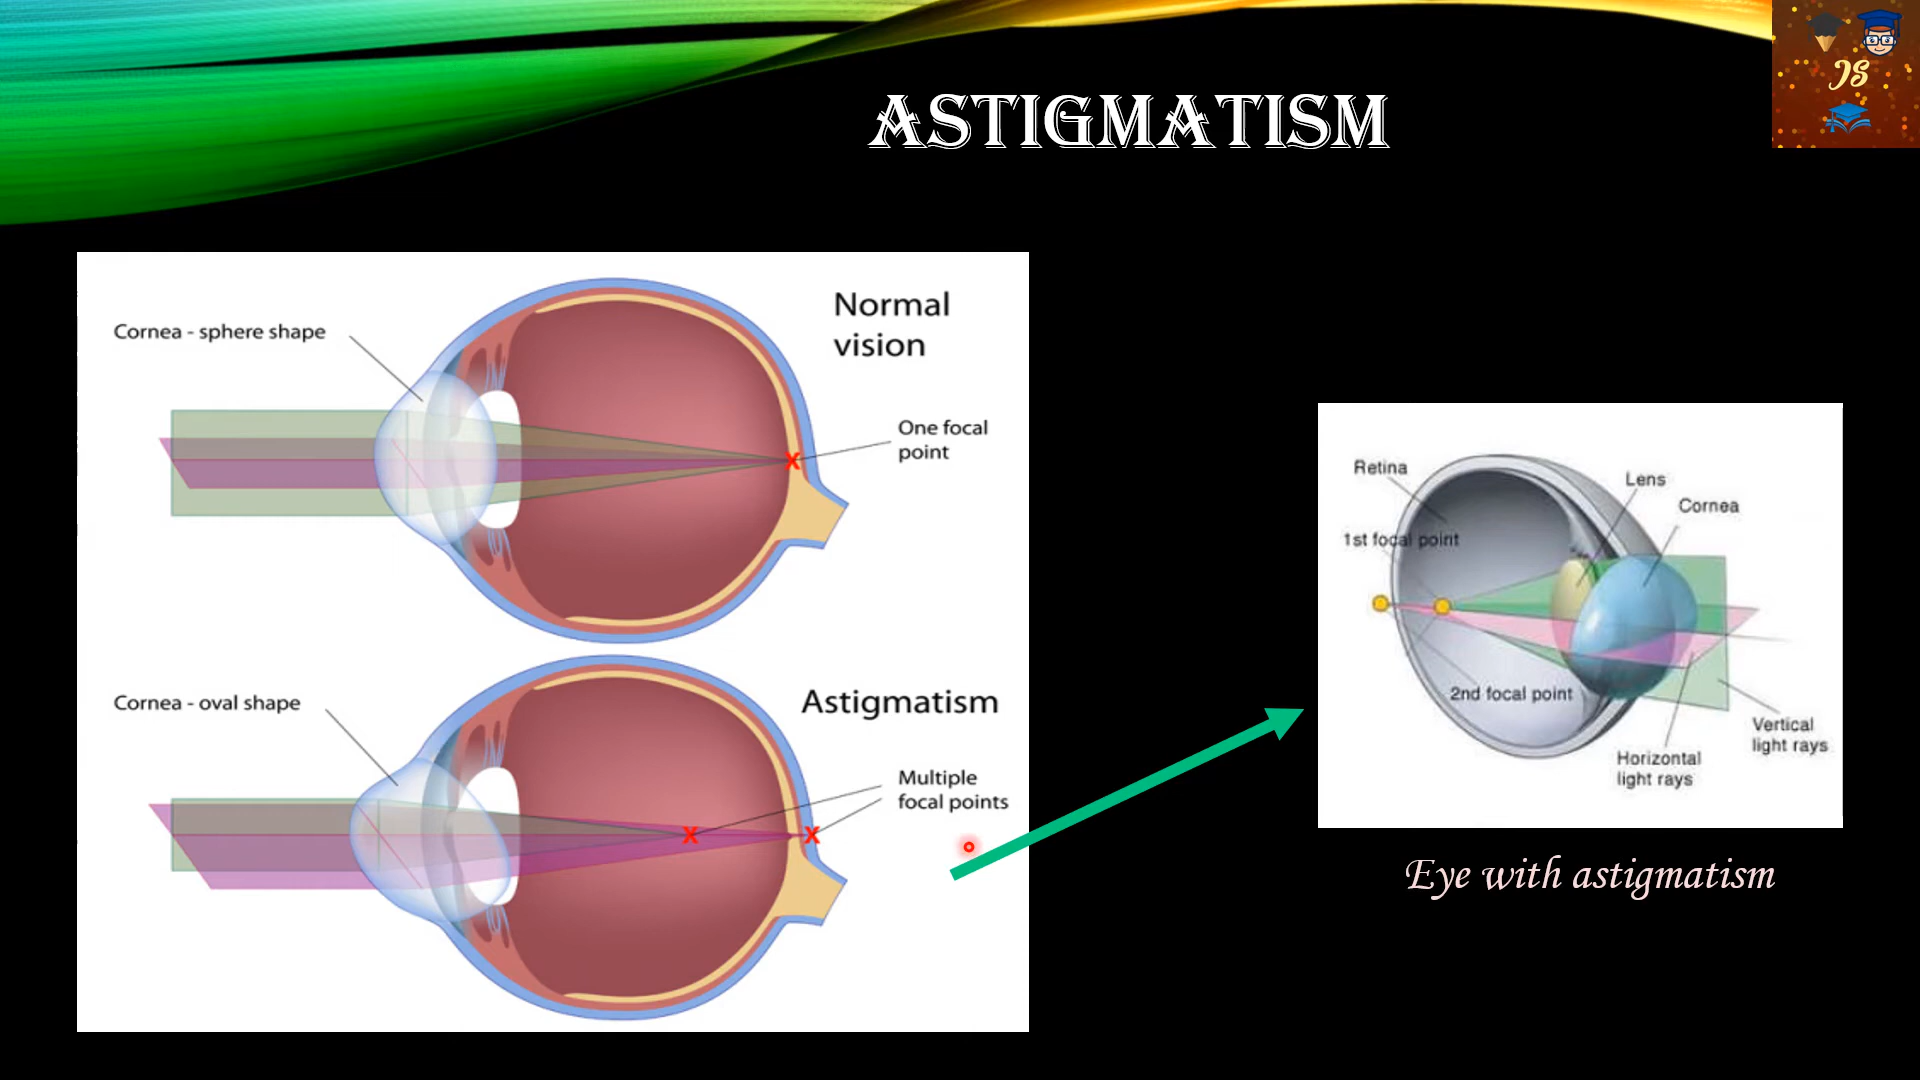 JS
ASTIGMATISM
Normal
vision
Cornea - sphere shape
One focal
point
Cornea - oval shape
Astigmatism
Multiple
focal points
Retina
Lens
Cornea
1st focal point
2nd focal point
Vertical
light rays
Horizontal
light rays
Eye with astigmatism